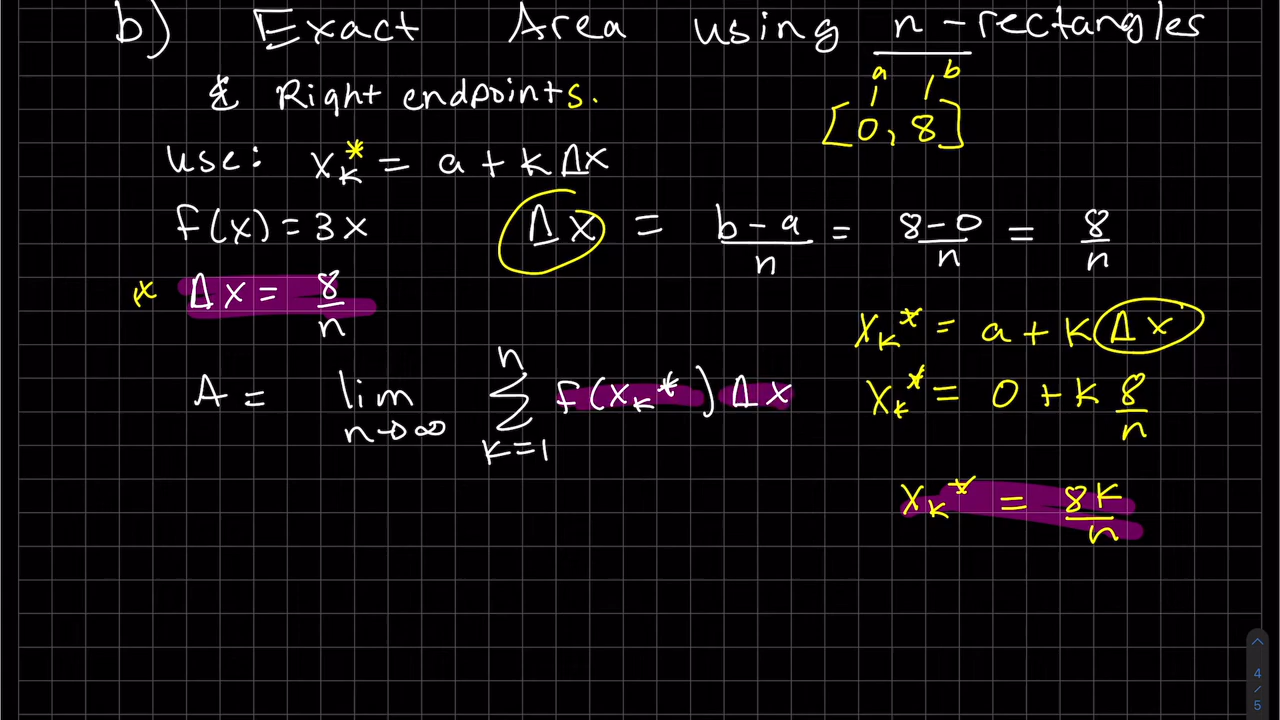 b) Exact Area using n-rectangles
& Right endpoints.
a b
[0, 8]
use: xₖ* = a + kΔx
f(x) = 3x
Δx = b-a/n = 8-0/n = 8/n
* Δx = 8/n
xₖ* = a + kΔx
A = lim n→∞ Σ k=1 n f(xₖ*) Δx
xₖ* = 0 + k 8/n
xₖ* = 8k/n
4/5